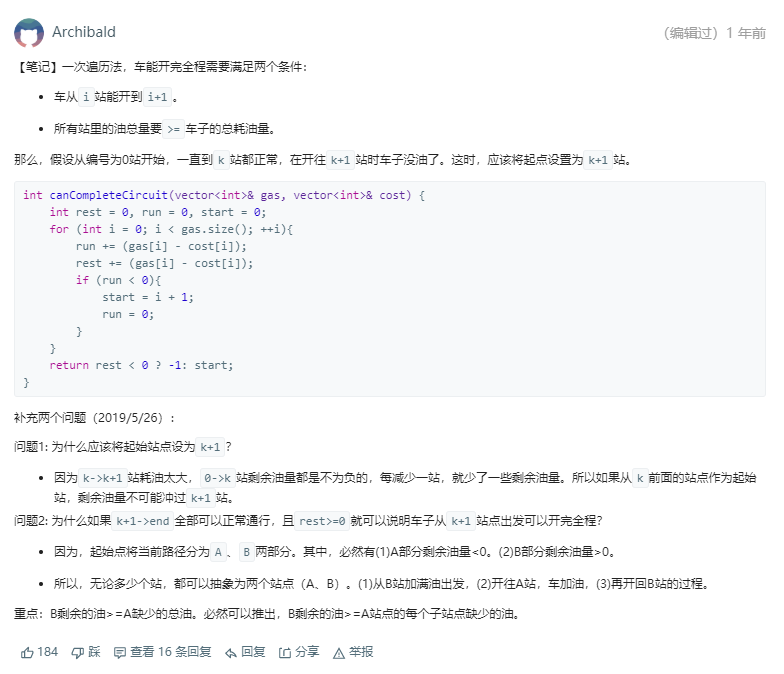 Archibald
（编辑过）1 年前
【笔记】一次遍历法，车能开完全程需要满足两个条件：
• 车从 i 站能开到 i+1 。
• 所有站里的油总量要 >= 车子的总耗油量。
那么，假设从编号为0站开始，一直到 k 站都正常，在开往 k+1 站时车子没油了。这时，应该将起点设置为 k+1 站。
int canCompleteCircuit(vector<int>& gas, vector<int>& cost) {
    int rest = 0, run = 0, start = 0;
    for (int i = 0; i < gas.size(); ++i){
        run += (gas[i] - cost[i]);
        rest += (gas[i] - cost[i]);
        if (run < 0){
            start = i + 1;
            run = 0;
        }
    }
    return rest < 0 ? -1: start;
}
补充两个问题（2019/5/26）:
问题1: 为什么应该将起始站点设为 k+1 ？
• 因为 k->k+1 站耗油太大， 0->k 站剩余油量都是不为负的，每减少一站，就少了一些剩余油量。所以如果从 k 前面的站点作为起始
站，剩余油量不可能冲过 k+1 站。
问题2: 为什么如果 k+1->end 全部可以正常通行，且 rest>=0 就可以说明车子从 k+1 站点出发可以开完全程？
• 因为，起始点将当前路径分为 A 、 B 两部分。其中，必然有(1)A部分剩余油量<0。(2)B部分剩余油量>0。
• 所以，无论多少个站，都可以抽象为两个站点（A、B）。(1)从B站加满油出发，(2)开往A站，车加油，(3)再开回B站的过程。
重点：B剩余的油>=A缺少的总油。必然可以推出，B剩余的油>=A站点的每个子站点缺少的油。
184 踩 查看 16 条回复 回复 分享 举报